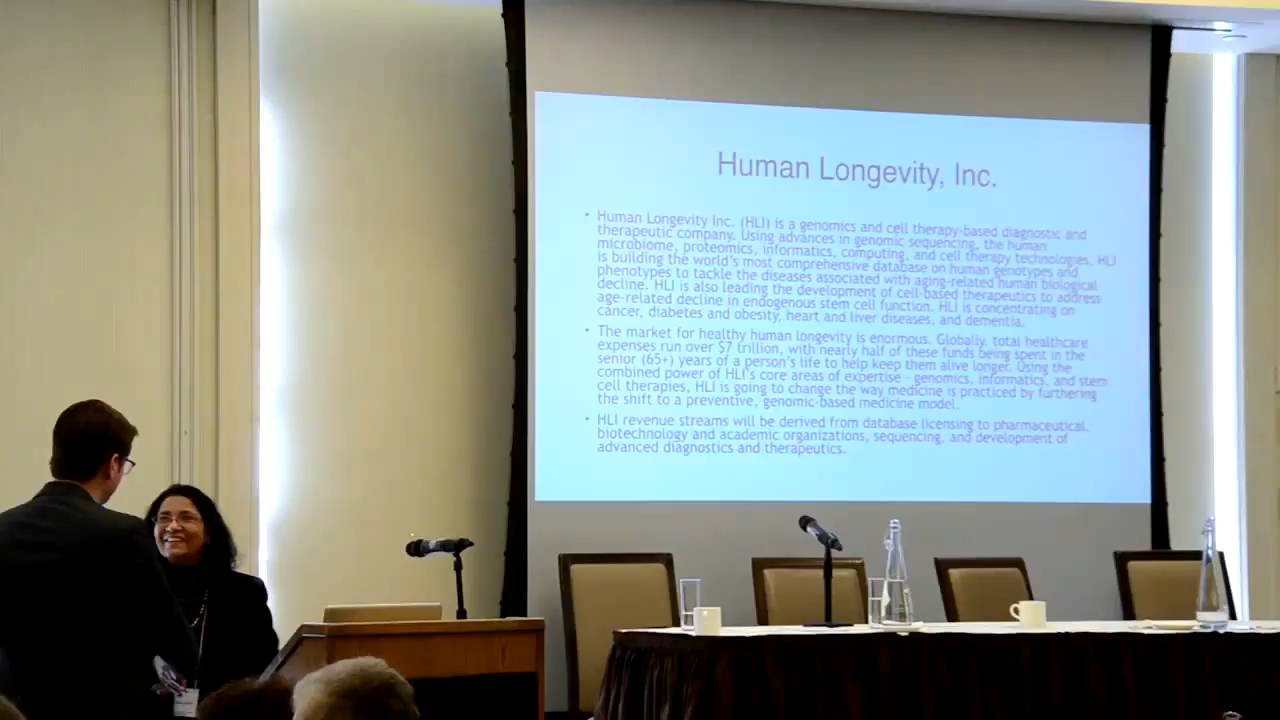 Human Longevity, Inc.
• Human Longevity Inc. (HLI) is a genomics and cell therapy-based diagnostic and
therapeutic company. Using advances in genomic sequencing, the human
microbiome, proteomics, informatics, computing, and cell therapy technologies, HLI
is building the world's most comprehensive database on human genotypes and
phenotypes to tackle the diseases associated with aging-related human biological
decline. HLI is also leading the development of cell-based therapeutics to address
age-related decline in endogenous stem cell function. HLI is concentrating on
cancer, diabetes and obesity, heart and liver diseases, and dementia.
• The market for healthy human longevity is enormous. Globally, total healthcare
expenses run over $7 trillion, with nearly half of these funds being spent in the
senior (65+) years of a person's life to help keep them alive longer. Using the
combined power of HLI's core areas of expertise - genomics, informatics, and stem
cell therapies, HLI is going to change the way medicine is practiced by furthering
the shift to a preventive, genomic-based medicine model.
• HLI revenue streams will be derived from database licensing to pharmaceutical,
biotechnology and academic organizations, sequencing, and development of
advanced diagnostics and therapeutics.